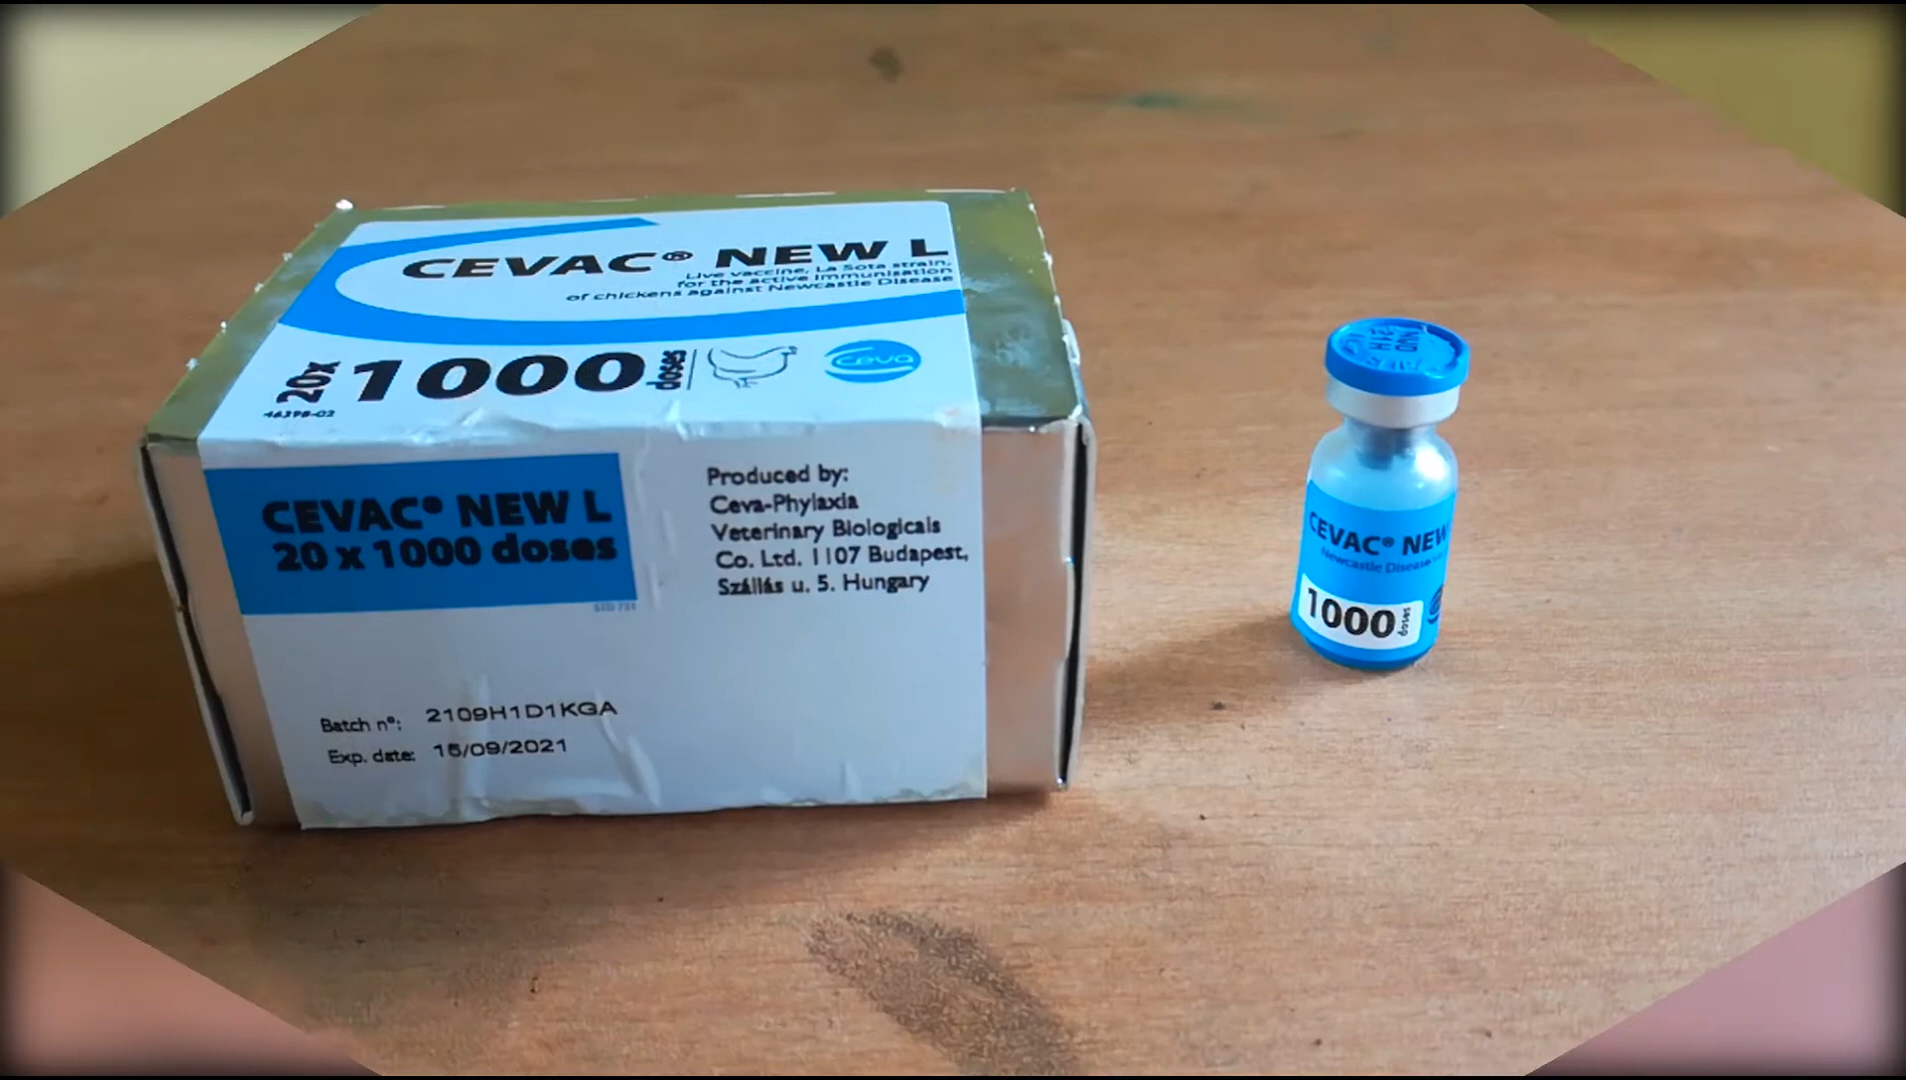 CEVAC® NEW L
Live vaccine, La Sota strain,
for the active immunisation
of chickens against Newcastle Disease
20x 1000 doses
ceva
46398-02
CEVAC® NEW L
20 x 1000 doses
Produced by:
Ceva-Phylaxia
Veterinary Biologicals
Co. Ltd. 1107 Budapest,
Szállás u. 5. Hungary
Batch n°: 2109H1D1KGA
Exp. date: 15/09/2021
CEVAC® NEW
Newcastle Disease
1000 doses